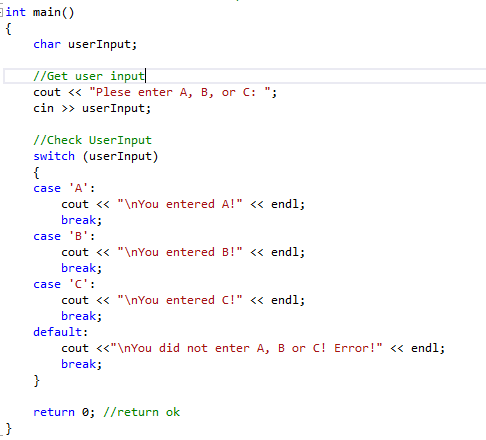 int main()
{
    char userInput;

    //Get user input
    cout << "Plese enter A, B, or C: ";
    cin >> userInput;

    //Check UserInput
    switch (userInput)
    {
    case 'A':
        cout << "\nYou entered A!" << endl;
        break;
    case 'B':
        cout << "\nYou entered B!" << endl;
        break;
    case 'C':
        cout << "\nYou entered C!" << endl;
        break;
    default:
        cout <<"\nYou did not enter A, B or C! Error!" << endl;
        break;
    }

    return 0; //return ok
}